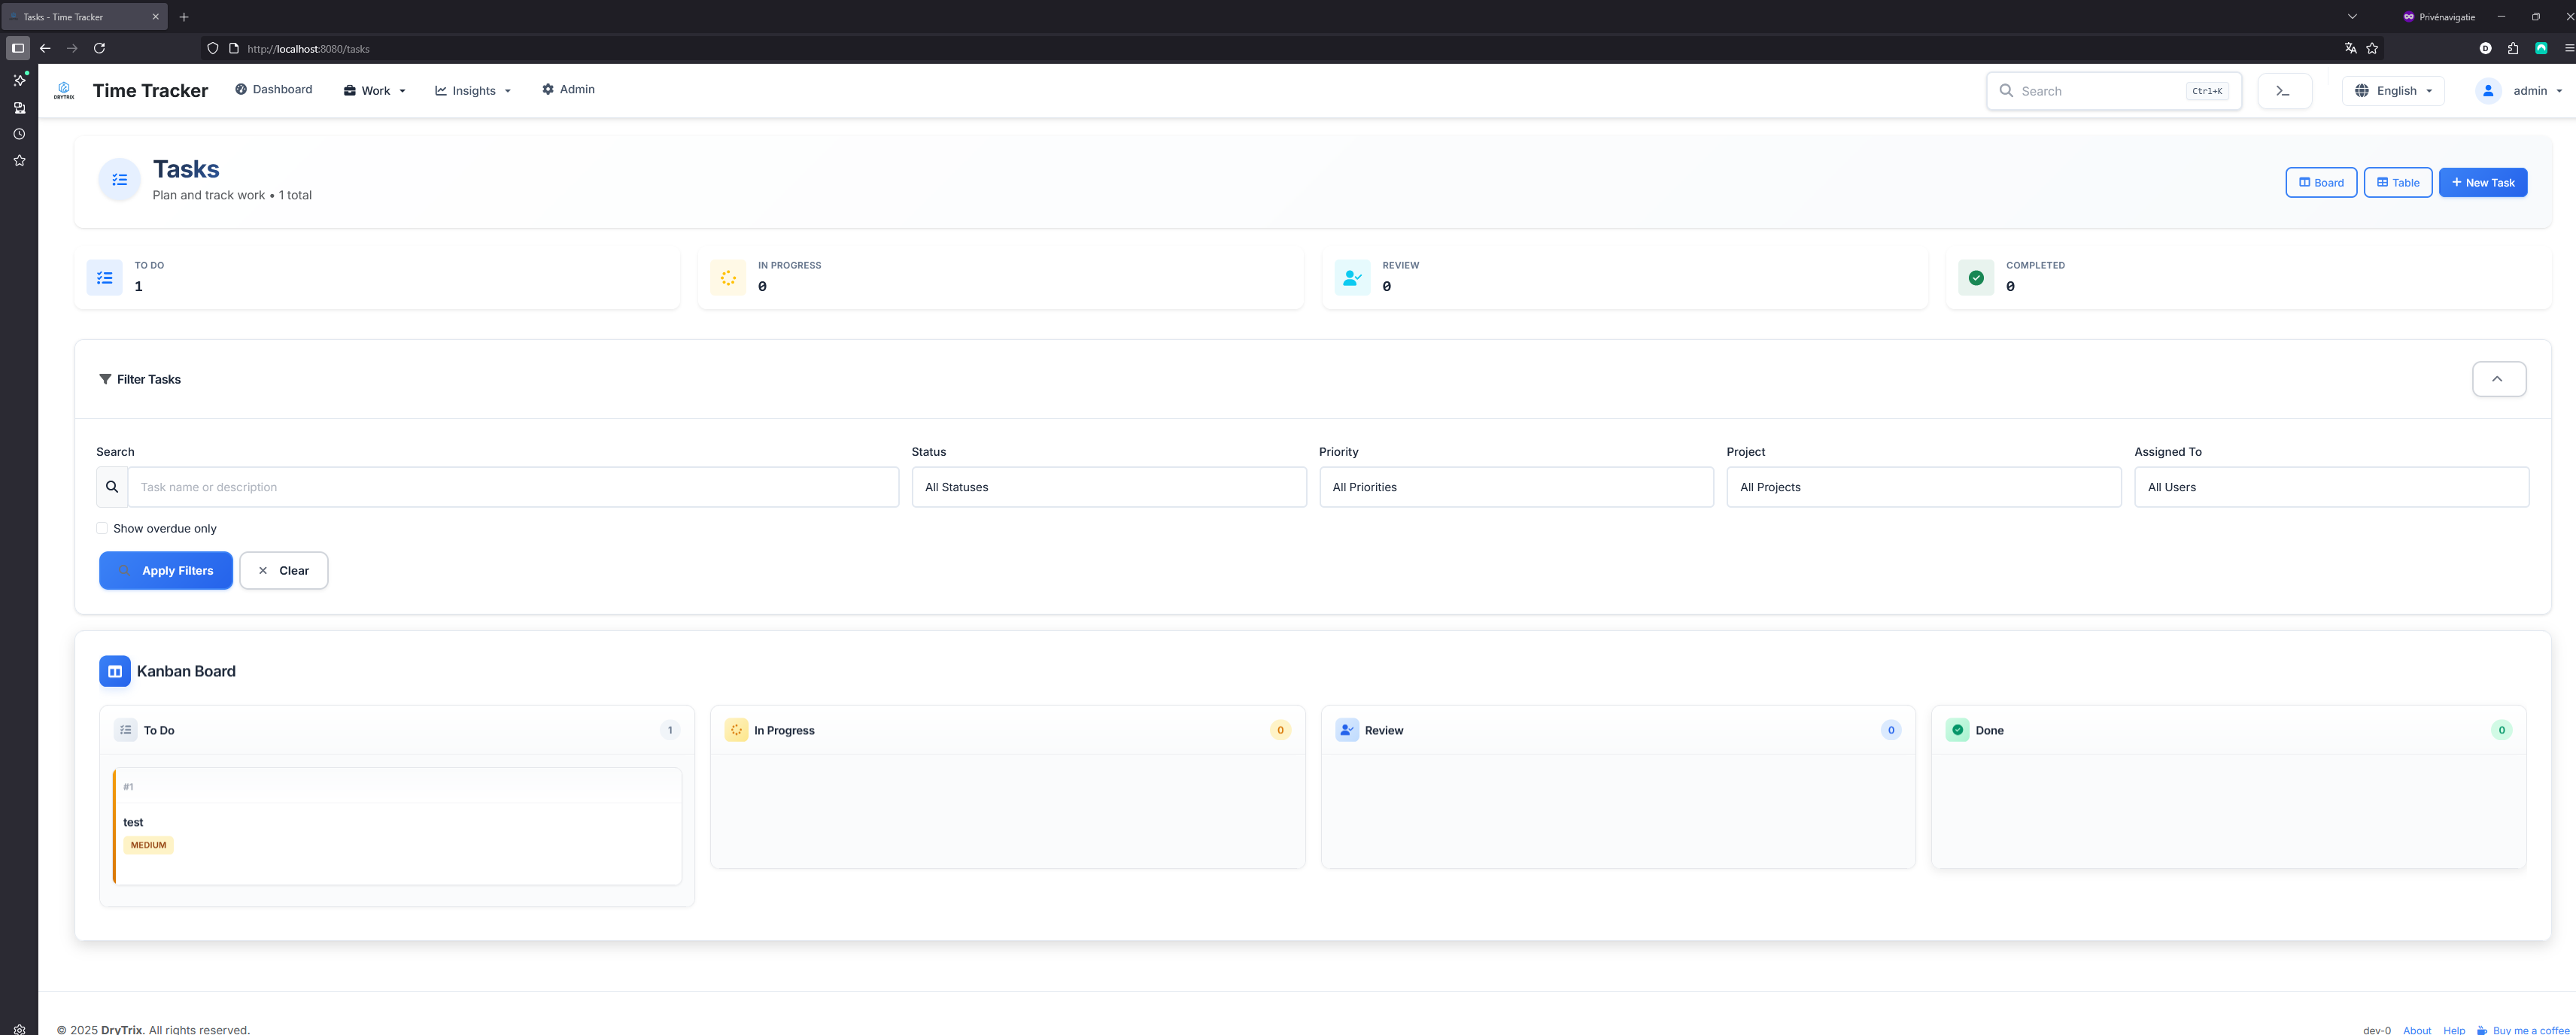 Tasks - Time Tracker
Privénavigatie
http://localhost:8080/tasks
DRYTRIX
Time Tracker
Dashboard
Work
Insights
Admin
Search
Ctrl+K
English
admin
Tasks
Plan and track work • 1 total
Board
Table
New Task
TO DO
1
IN PROGRESS
0
REVIEW
0
COMPLETED
0
Filter Tasks
Search
Status
Priority
Project
Assigned To
Task name or description
All Statuses
All Priorities
All Projects
All Users
Show overdue only
Apply Filters
Clear
Kanban Board
To Do
1
In Progress
0
Review
0
Done
0
#1
test
MEDIUM
© 2025 DryTrix. All rights reserved.
dev-0
About
Help
Buy me a coffee